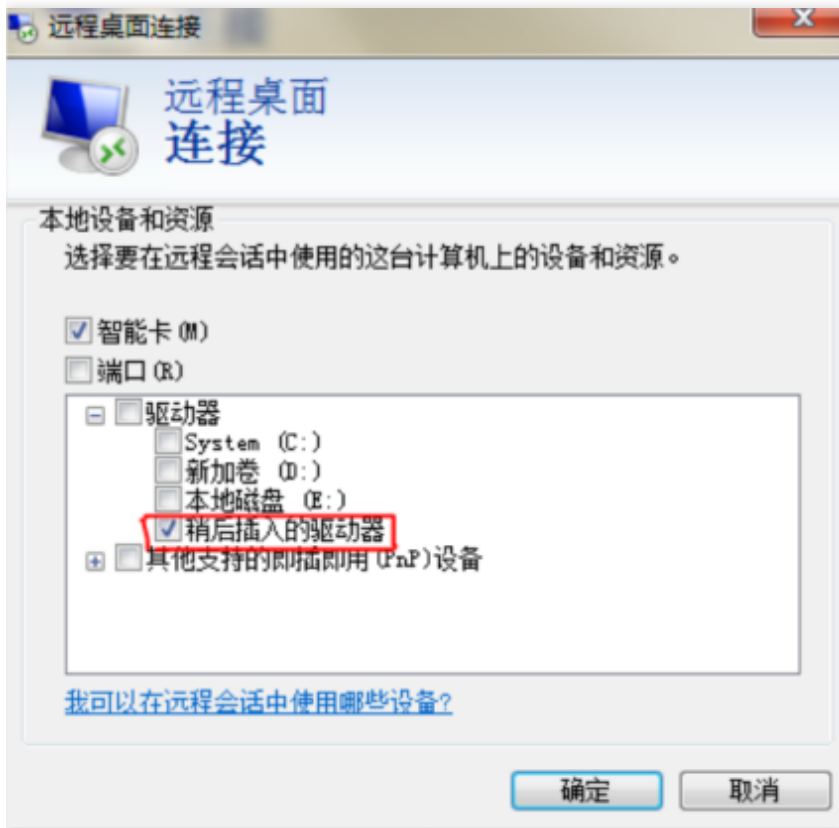 远程桌面连接
远程桌面
连接
本地设备和资源
选择要在远程会话中使用的这台计算机上的设备和资源。
智能卡(M)
端口(R)
驱动器
System (C:)
新加卷 (D:)
本地磁盘 (E:)
稍后插入的驱动器
其他支持的即插即用(PnP)设备
我可以在远程会话中使用哪些设备?
确定
取消